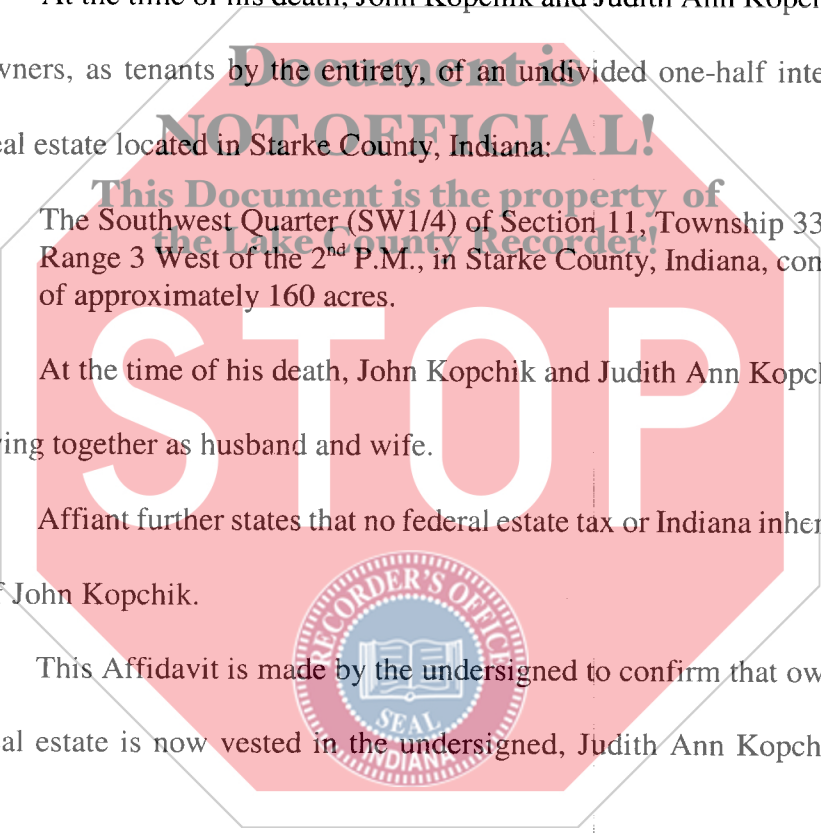 At the time of his death, John Kopchik and Judith Ann Kopch
wners, as tenants by the entirety, of an undivided one-half inte
eal estate located in Starke County, Indiana:
The Southwest Quarter (SW1/4) of Section 11, Township 33
Range 3 West of the 2nd P.M., in Starke County, Indiana, con
of approximately 160 acres.
At the time of his death, John Kopchik and Judith Ann Kopc
ing together as husband and wife.
Affiant further states that no federal estate tax or Indiana inher
f John Kopchik.
This Affidavit is made by the undersigned to confirm that ow
al estate is now vested in the undersigned, Judith Ann Kopch
Document is
NOT OFFICIAL!
This Document is the property of
the Lake County Recorder!
STOP
RECORDER'S OFFICE
SEAL
INDIANA